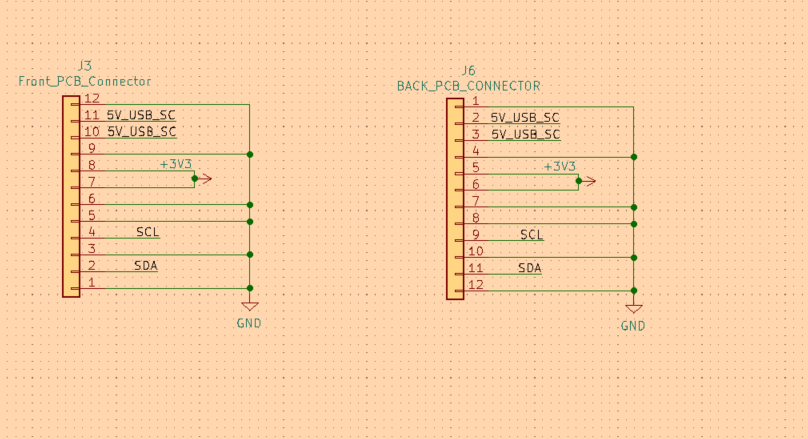 J3
Front_PCB_Connector
12
11 5V_USB_SC
10 5V_USB_SC
9
8 +3V3
7
6
5
4 SCL
3
2 SDA
1
GND
J6
BACK_PCB_CONNECTOR
1
2 5V_USB_SC
3 5V_USB_SC
4
5 +3V3
6
7
8
9 SCL
10
11 SDA
12
GND